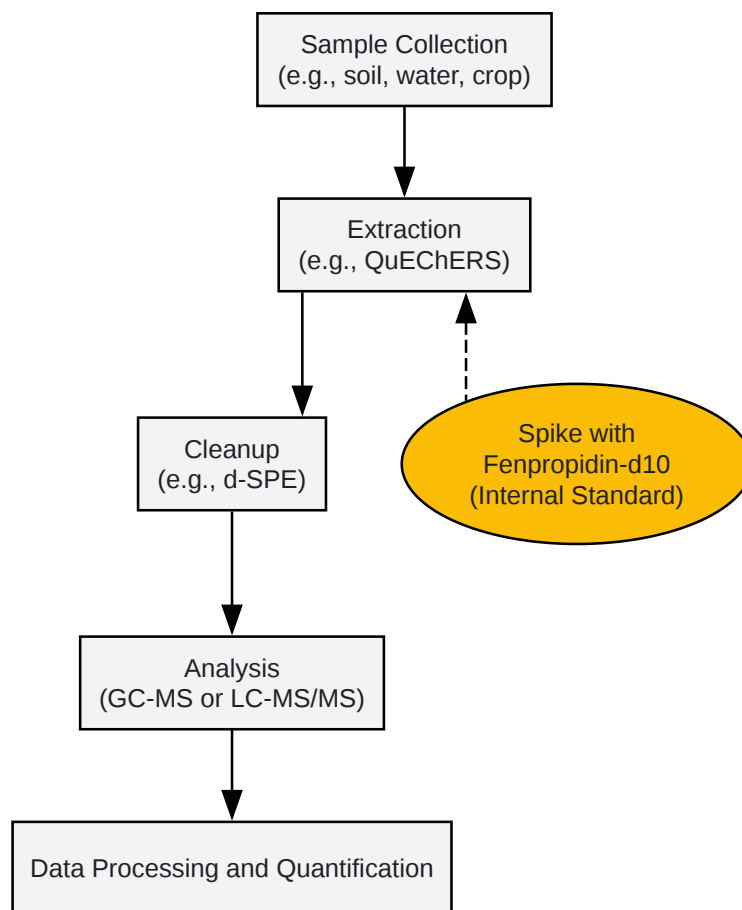 Sample Collection
(e.g., soil, water, crop)
Extraction
(e.g., QuEChERS)
Cleanup
(e.g., d-SPE)
Spike with
Fenpropidin-d10
(Internal Standard)
Analysis
(GC-MS or LC-MS/MS)
Data Processing and Quantification